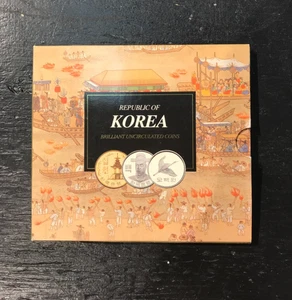 REPUBLIC OF
KOREA
BRILLIANT UNCIRCULATED COINS